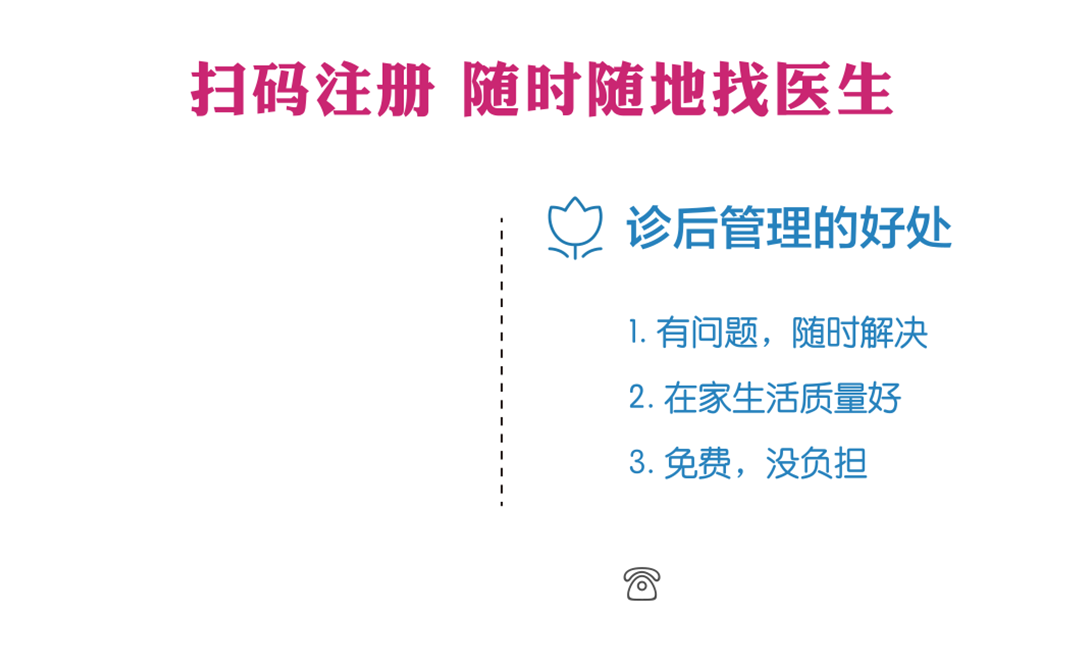 扫码注册 随时随地找医生
诊后管理的好处
1. 有问题，随时解决
2. 在家生活质量好
3. 免费，没负担